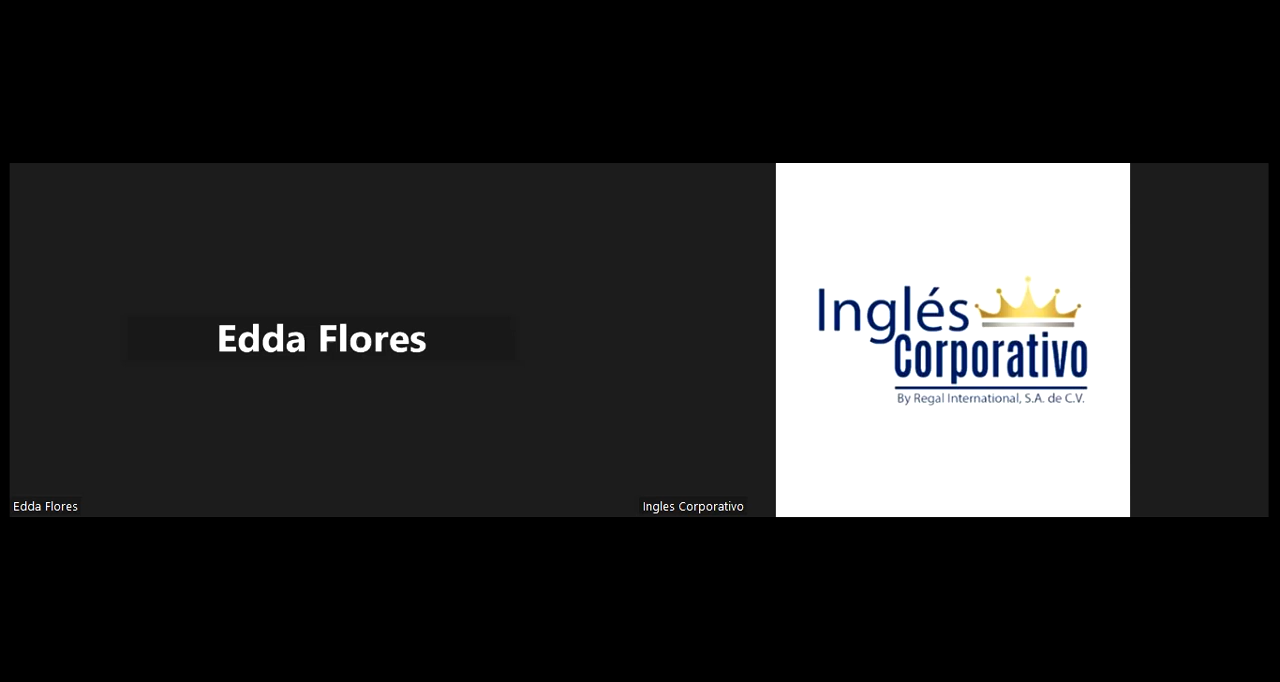 Edda Flores
Inglés
Corporativo
By Regal International, S.A. de C.V.
Edda Flores
Ingles Corporativo